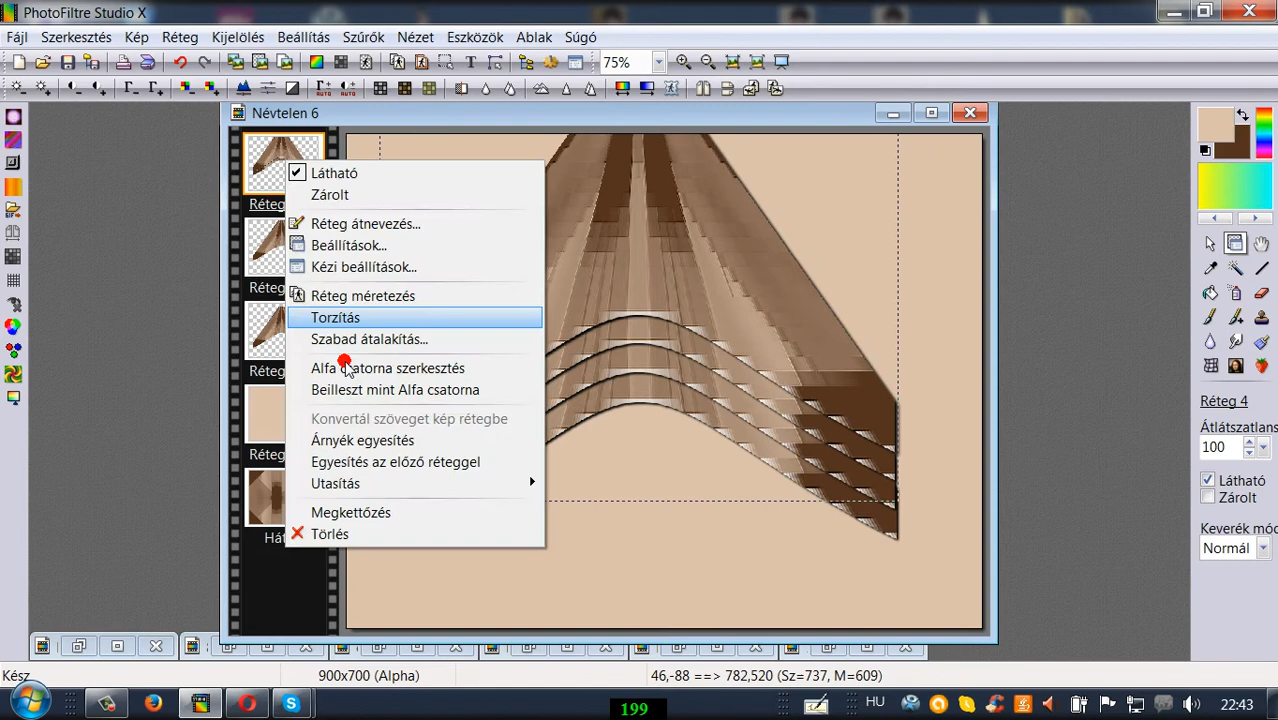 PhotoFiltre Studio X
Fájl Szerkesztés Kép Réteg Kijelölés Beállítás Szűrők Nézet Eszközök Ablak Súgó
75%
AUTO AUTO
Névtelen 6
Látható
Zárolt
Réteg átnevezés...
Beállítások...
Kézi beállítások...
Réteg méretezés
Torzítás
Szabad átalakítás...
Alfa csatorna szerkesztés
Beilleszt mint Alfa csatorna
Konvertál szöveget kép rétegbe
Árnyék egyesítés
Egyesítés az előző réteggel
Utasítás
Megkettőzés
Törlés
Réteg 4
Átlátszatlans
100
Látható
Zárolt
Keverék mód
Normál
Kész 900x700 (Alpha) 46,-88 ==> 782,520 (Sz=737, M=609)
199
HU 22:43